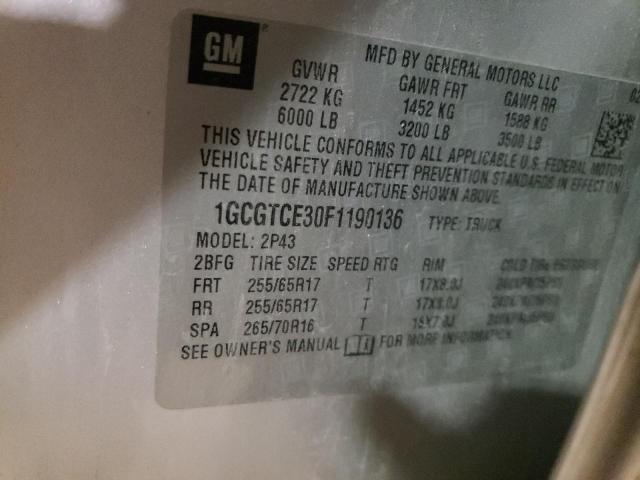 GM
MFD BY GENERAL MOTORS LLC
GVWR GAWR FRT GAWR RR
2722 KG 1452 KG 1588 KG
6000 LB 3200 LB 3500 LB
THIS VEHICLE CONFORMS TO ALL APPLICABLE U.S. FEDERAL MOTOR
VEHICLE SAFETY AND THEFT PREVENTION STANDARDS IN EFFECT ON
THE DATE OF MANUFACTURE SHOWN ABOVE.
1GCGTCE30F1190136 TYPE: TRUCK
MODEL: 2P43
2BFG TIRE SIZE SPEED RTG RIM COLD TIRE
FRT 255/65R17 T 17X8.0J
RR 255/65R17 T 17X8.0J
SPA 265/70R16 T
SEE OWNER'S MANUAL FOR MORE INFORMATION